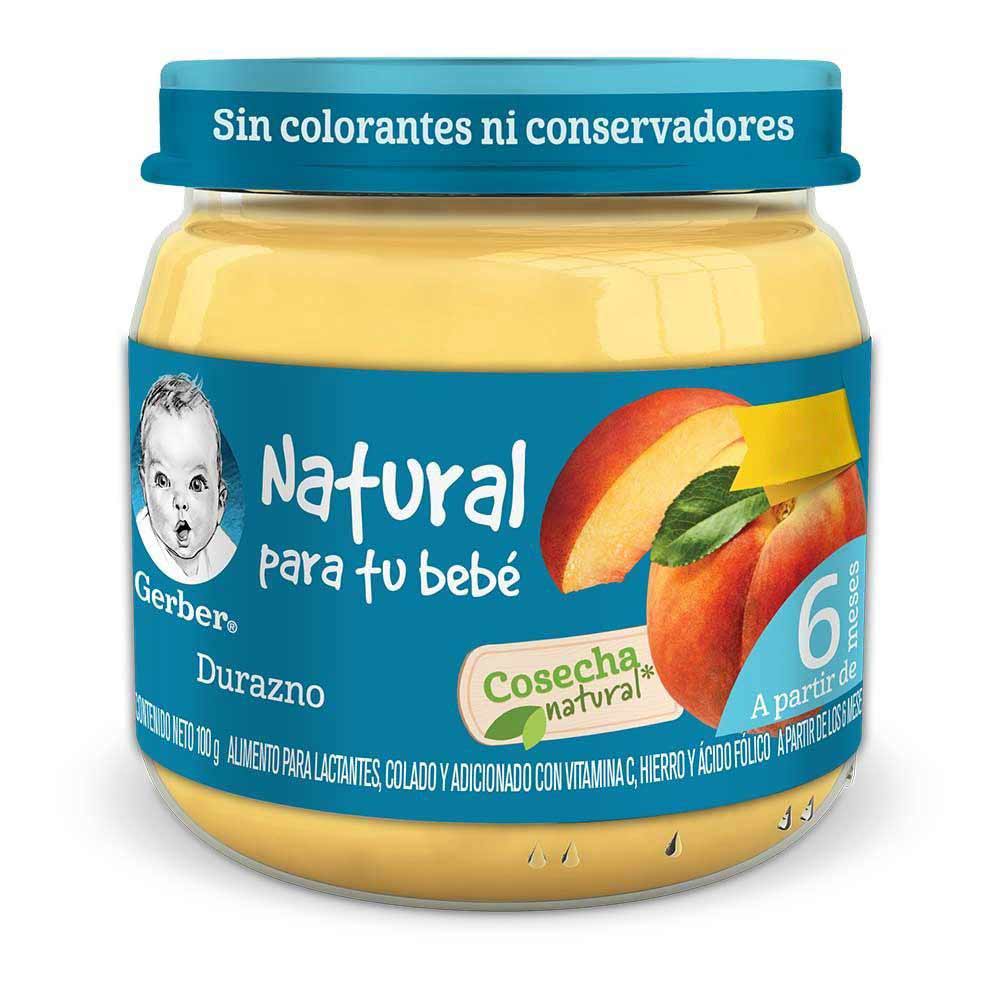 Sin colorantes ni conservadores
Natural
para tu bebé
Gerber®
Durazno
Cosecha
natural*
6
meses
A partir de
CONTENIDO NETO 100 g ALIMENTO PARA LACTANTES, COLADO Y ADICIONADO CON VITAMINA C, HIERRO Y ÁCIDO FÓLICO A PARTIR DE LOS 6 MESES